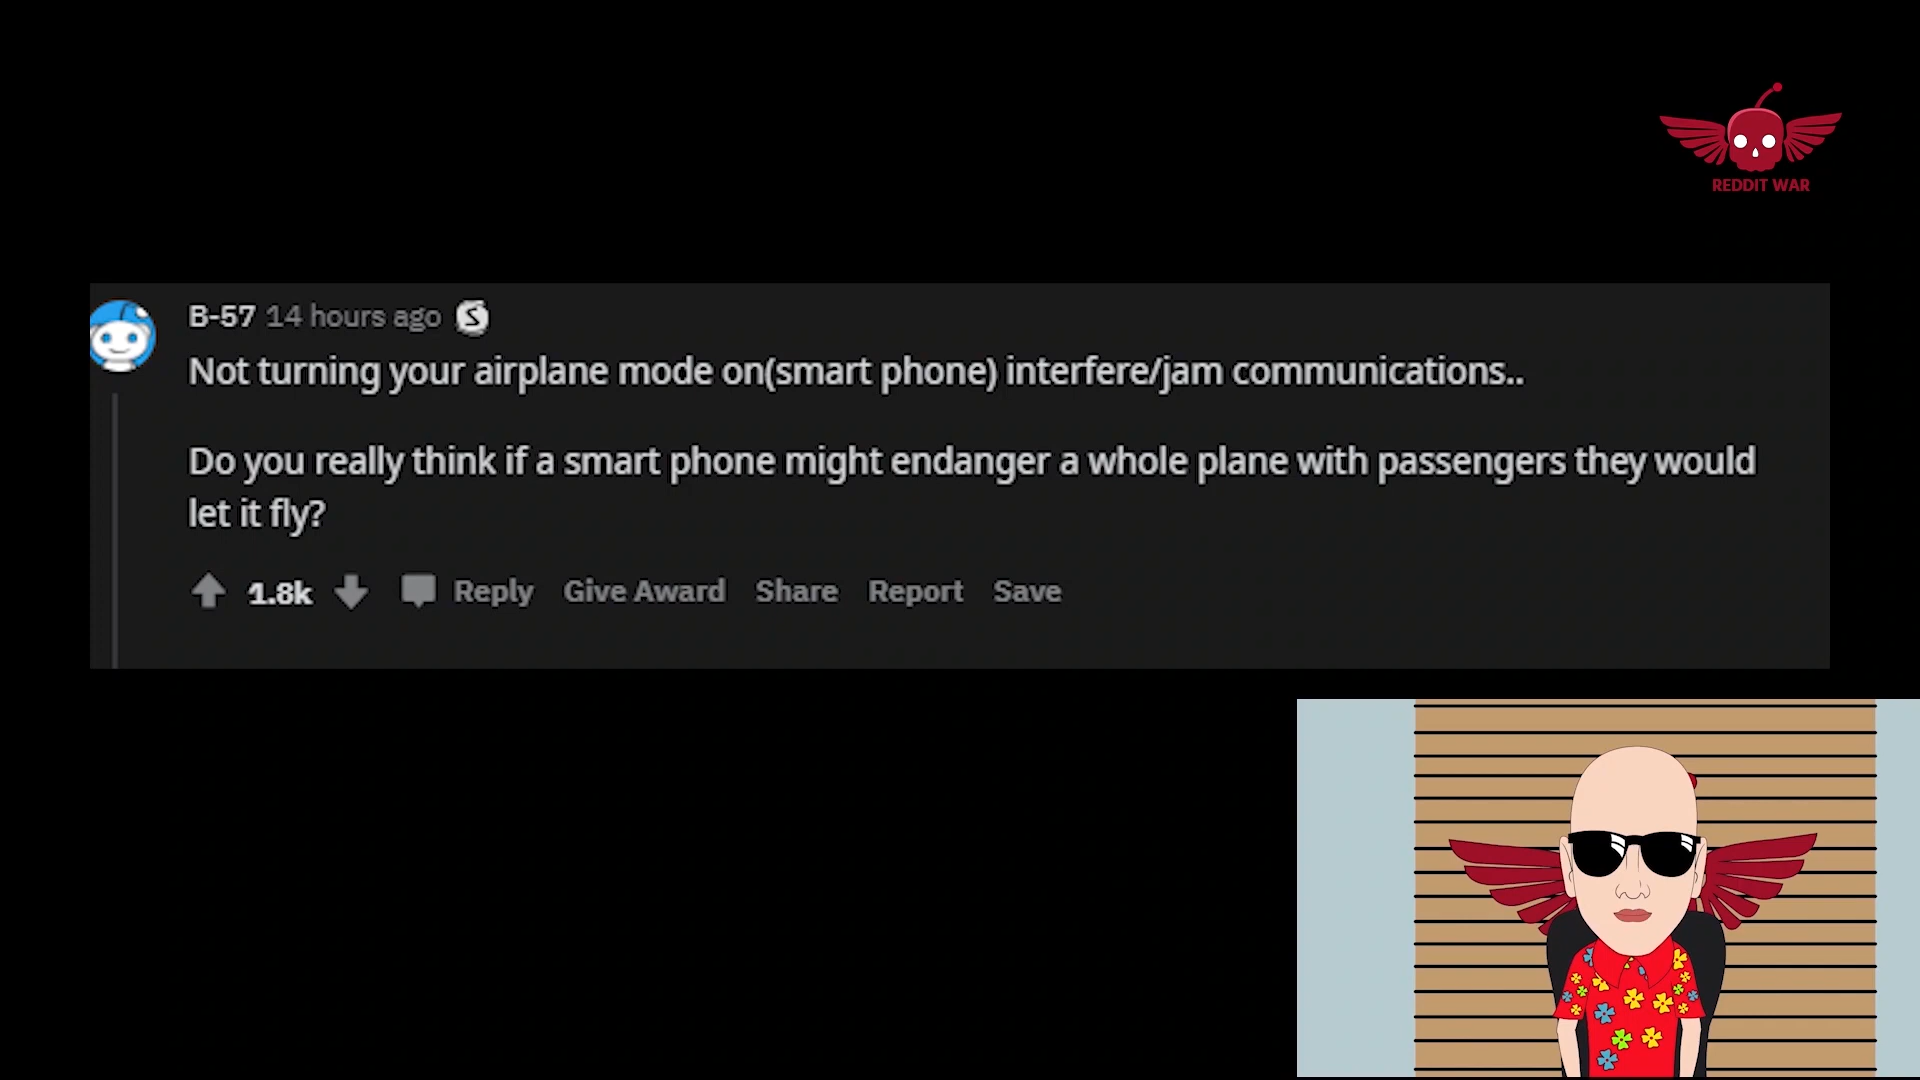 REDDIT WAR
B-57 14 hours ago
Not turning your airplane mode on(smart phone) interfere/jam communications..
Do you really think if a smart phone might endanger a whole plane with passengers they would
let it fly?
1.8k Reply Give Award Share Report Save